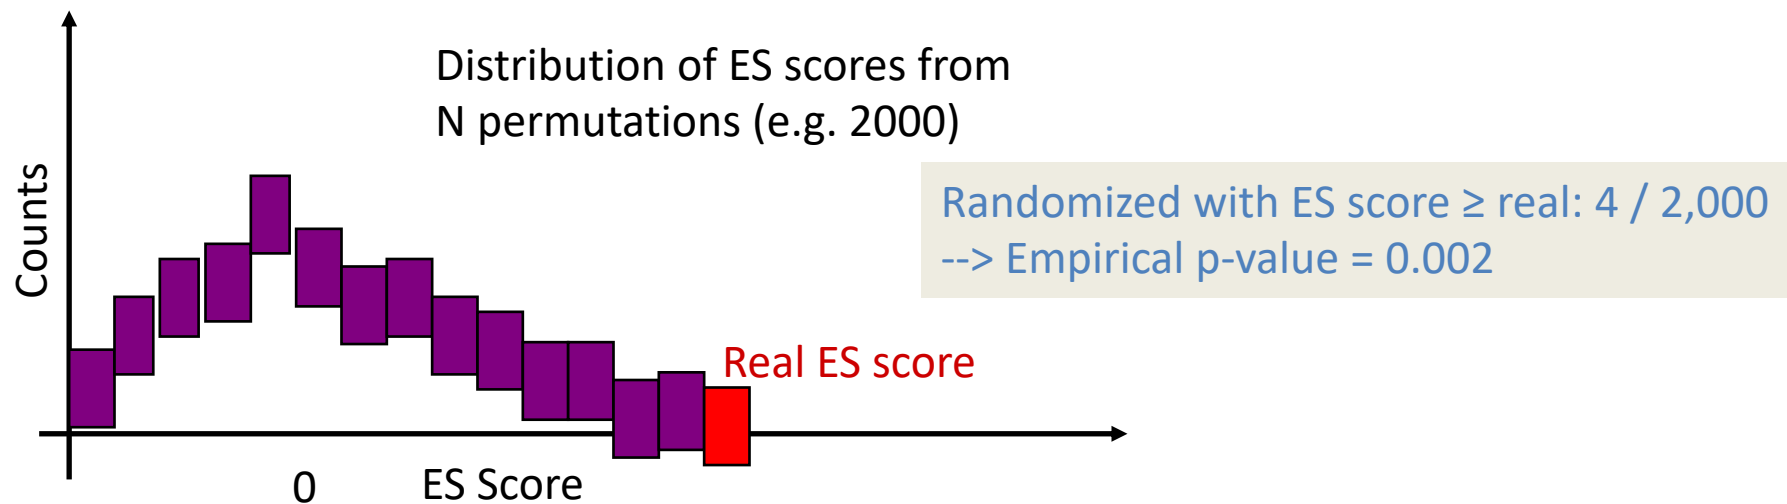 Distribution of ES scores from
N permutations (e.g. 2000)
Counts
Randomized with ES score ≥ real: 4 / 2,000
--> Empirical p-value = 0.002
Real ES score
0
ES Score